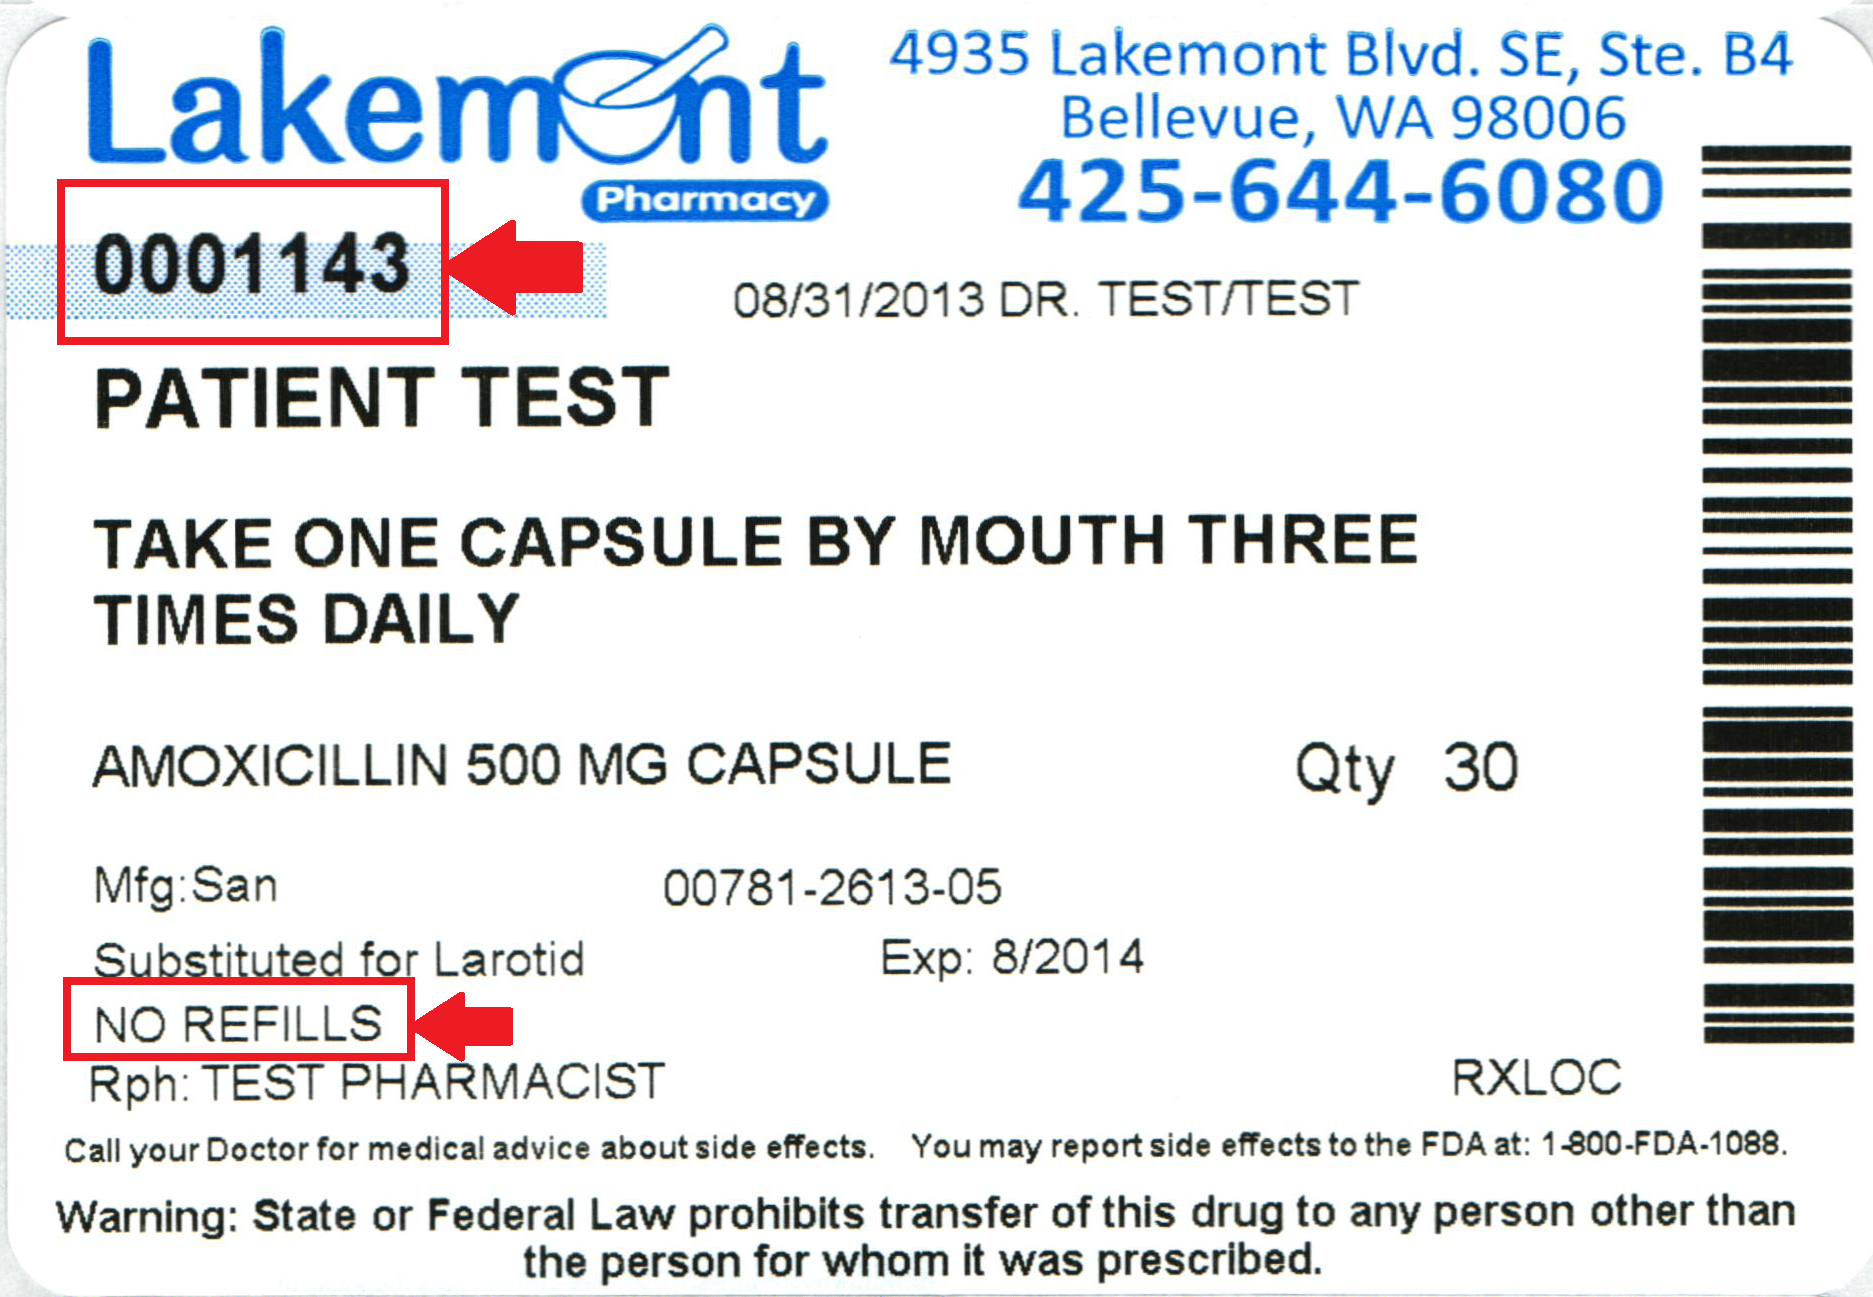 Lakemont
Pharmacy
4935 Lakemont Blvd. SE, Ste. B4
Bellevue, WA 98006
425-644-6080
0001143
08/31/2013 DR. TEST/TEST
PATIENT TEST
TAKE ONE CAPSULE BY MOUTH THREE
TIMES DAILY
AMOXICILLIN 500 MG CAPSULE Qty 30
Mfg:San 00781-2613-05
Substituted for Larotid Exp: 8/2014
NO REFILLS
Rph: TEST PHARMACIST RXLOC
Call your Doctor for medical advice about side effects. You may report side effects to the FDA at: 1-800-FDA-1088.
Warning: State or Federal Law prohibits transfer of this drug to any person other than
the person for whom it was prescribed.